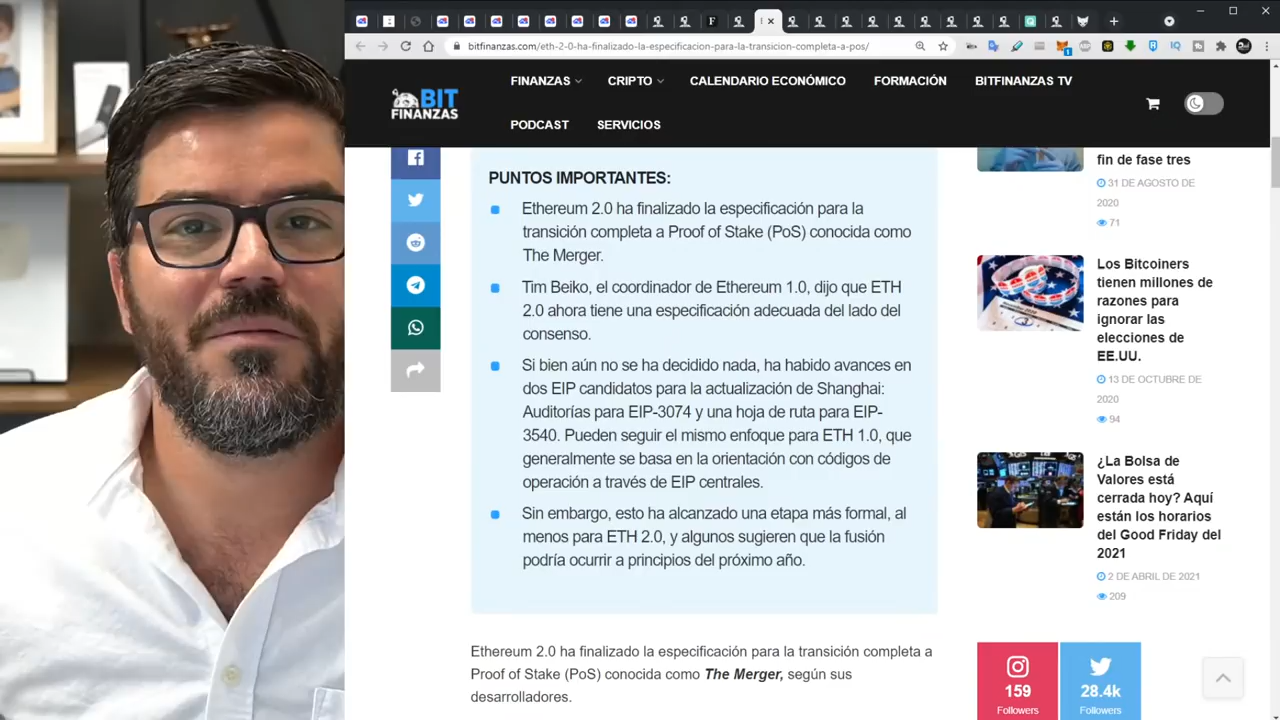 bitfinanzas.com/eth-2-0-ha-finalizado-la-especificacion-para-la-transicion-completa-a-pos/
BIT
FINANZAS
FINANZAS
CRIPTO
CALENDARIO ECONÓMICO
FORMACIÓN
BITFINANZAS TV
PODCAST
SERVICIOS
PUNTOS IMPORTANTES:
Ethereum 2.0 ha finalizado la especificación para la
transición completa a Proof of Stake (PoS) conocida como
The Merger.
Tim Beiko, el coordinador de Ethereum 1.0, dijo que ETH
2.0 ahora tiene una especificación adecuada del lado del
consenso.
Si bien aún no se ha decidido nada, ha habido avances en
dos EIP candidatos para la actualización de Shanghai:
Auditorías para EIP-3074 y una hoja de ruta para EIP-
3540. Pueden seguir el mismo enfoque para ETH 1.0, que
generalmente se basa en la orientación con códigos de
operación a través de EIP centrales.
Sin embargo, esto ha alcanzado una etapa más formal, al
menos para ETH 2.0, y algunos sugieren que la fusión
podría ocurrir a principios del próximo año.
Ethereum 2.0 ha finalizado la especificación para la transición completa a
Proof of Stake (PoS) conocida como The Merger, según sus
desarrolladores.
fin de fase tres
31 DE AGOSTO DE
2020
71
Los Bitcoiners
tienen millones de
razones para
ignorar las
elecciones de
EE.UU.
13 DE OCTUBRE DE
2020
94
¿La Bolsa de
Valores está
cerrada hoy? Aquí
están los horarios
del Good Friday del
2021
2 DE ABRIL DE 2021
209
159
Followers
28.4k
Followers